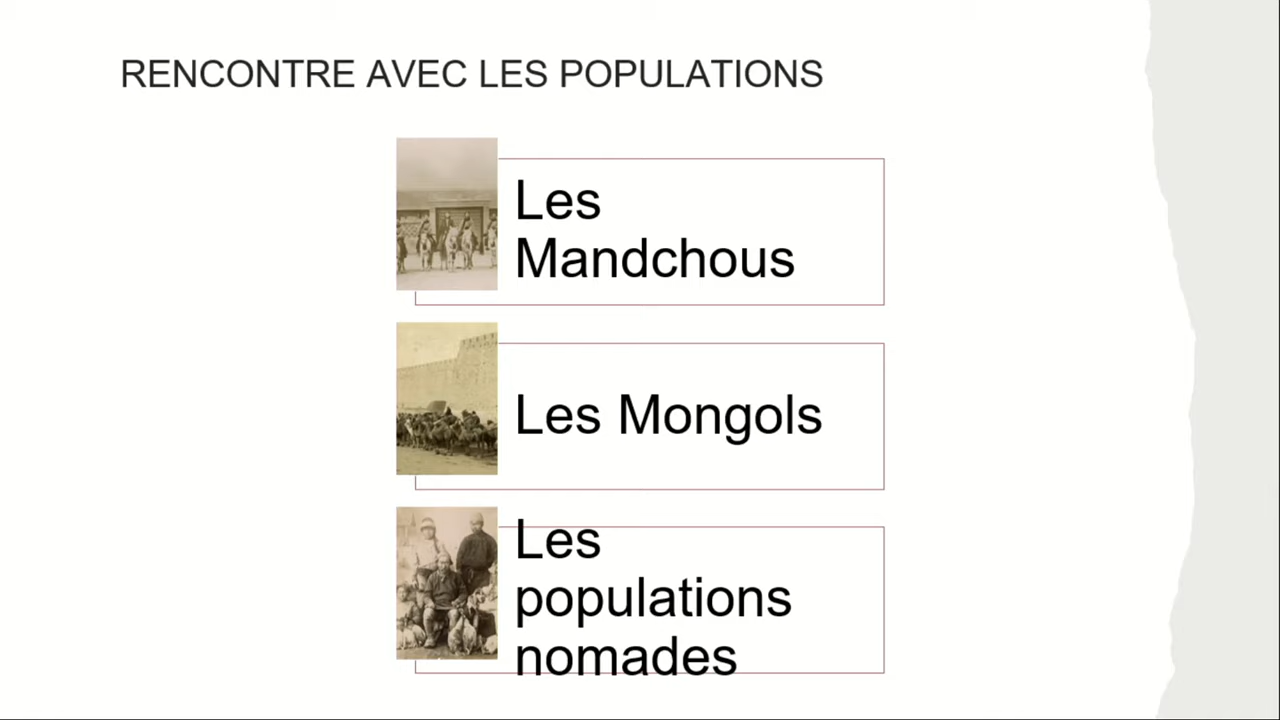 RENCONTRE AVEC LES POPULATIONS
Les
Mandchous
Les Mongols
Les
populations
nomades